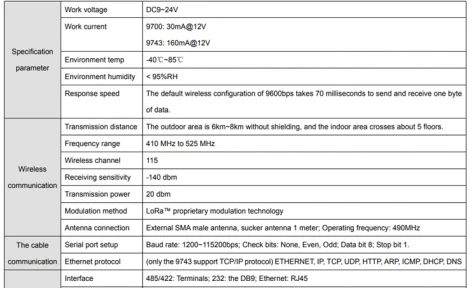 Specification
parameter
Work voltage DC9~24V
Work current 9700: 30mA@12V
9743: 160mA@12V
Environment temp -40℃~85℃
Environment humidity < 95%RH
Response speed The default wireless configuration of 9600bps takes 70 milliseconds to send and receive one byte
of data.
Wireless
communication
Transmission distance The outdoor area is 6km~8km without shielding, and the indoor area crosses about 5 floors.
Frequency range 410 MHz to 525 MHz
Wireless channel 115
Receiving sensitivity -140 dbm
Transmission power 20 dbm
Modulation method LoRa™ proprietary modulation technology
Antenna connection External SMA male antenna, sucker antenna 1 meter; Operating frequency: 490MHz
The cable
communication
Serial port setup Baud rate: 1200~115200bps; Check bits: None, Even, Odd; Data bit 8; Stop bit 1.
Ethernet protocol (only the 9743 support TCP/IP protocol) ETHERNET, IP, TCP, UDP, HTTP, ARP, ICMP, DHCP, DNS
Interface 485/422: Terminals; 232: the DB9; Ethernet: RJ45